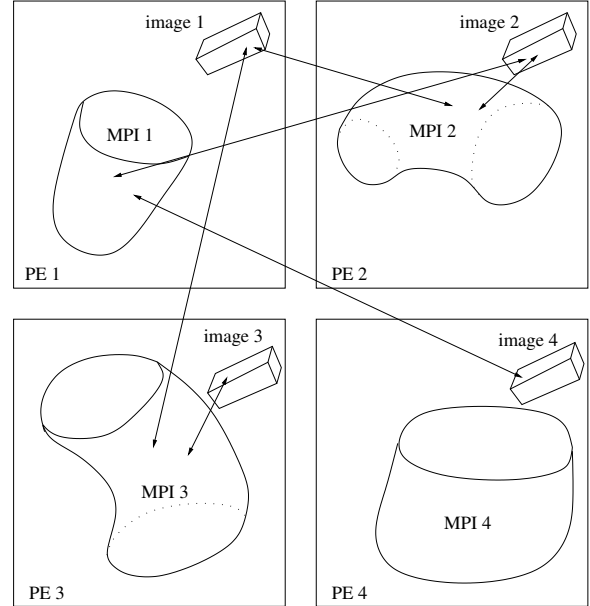 image 1
MPI 1
PE 1
image 2
MPI 2
PE 2
image 3
MPI 3
PE 3
image 4
MPI 4
PE 4